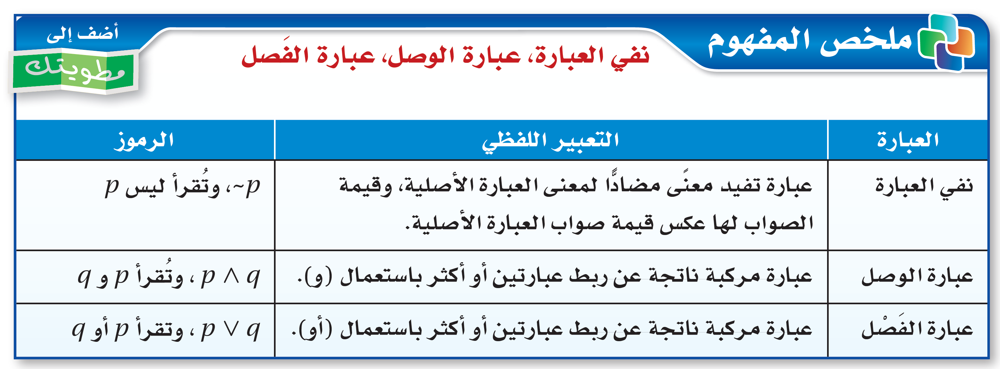 ملخص المفهوم
أضف إلى
مطويتك
نفي العبارة، عبارة الوصل، عبارة الفَصل
العبارة
التعبير اللفظي
الرموز
نفي العبارة
عبارة تفيد معنًى مضادًّا لمعنى العبارة الأصلية، وقيمة
الصواب لها عكس قيمة صواب العبارة الأصلية.
~p، وتُقرأ ليس p
عبارة الوصل
عبارة مركبة ناتجة عن ربط عبارتين أو أكثر باستعمال (و).
p ∧ q ، وتُقرأ p و q
عبارة الفَصْل
عبارة مركبة ناتجة عن ربط عبارتين أو أكثر باستعمال (أو).
p ∨ q ، وتقرأ p أو q